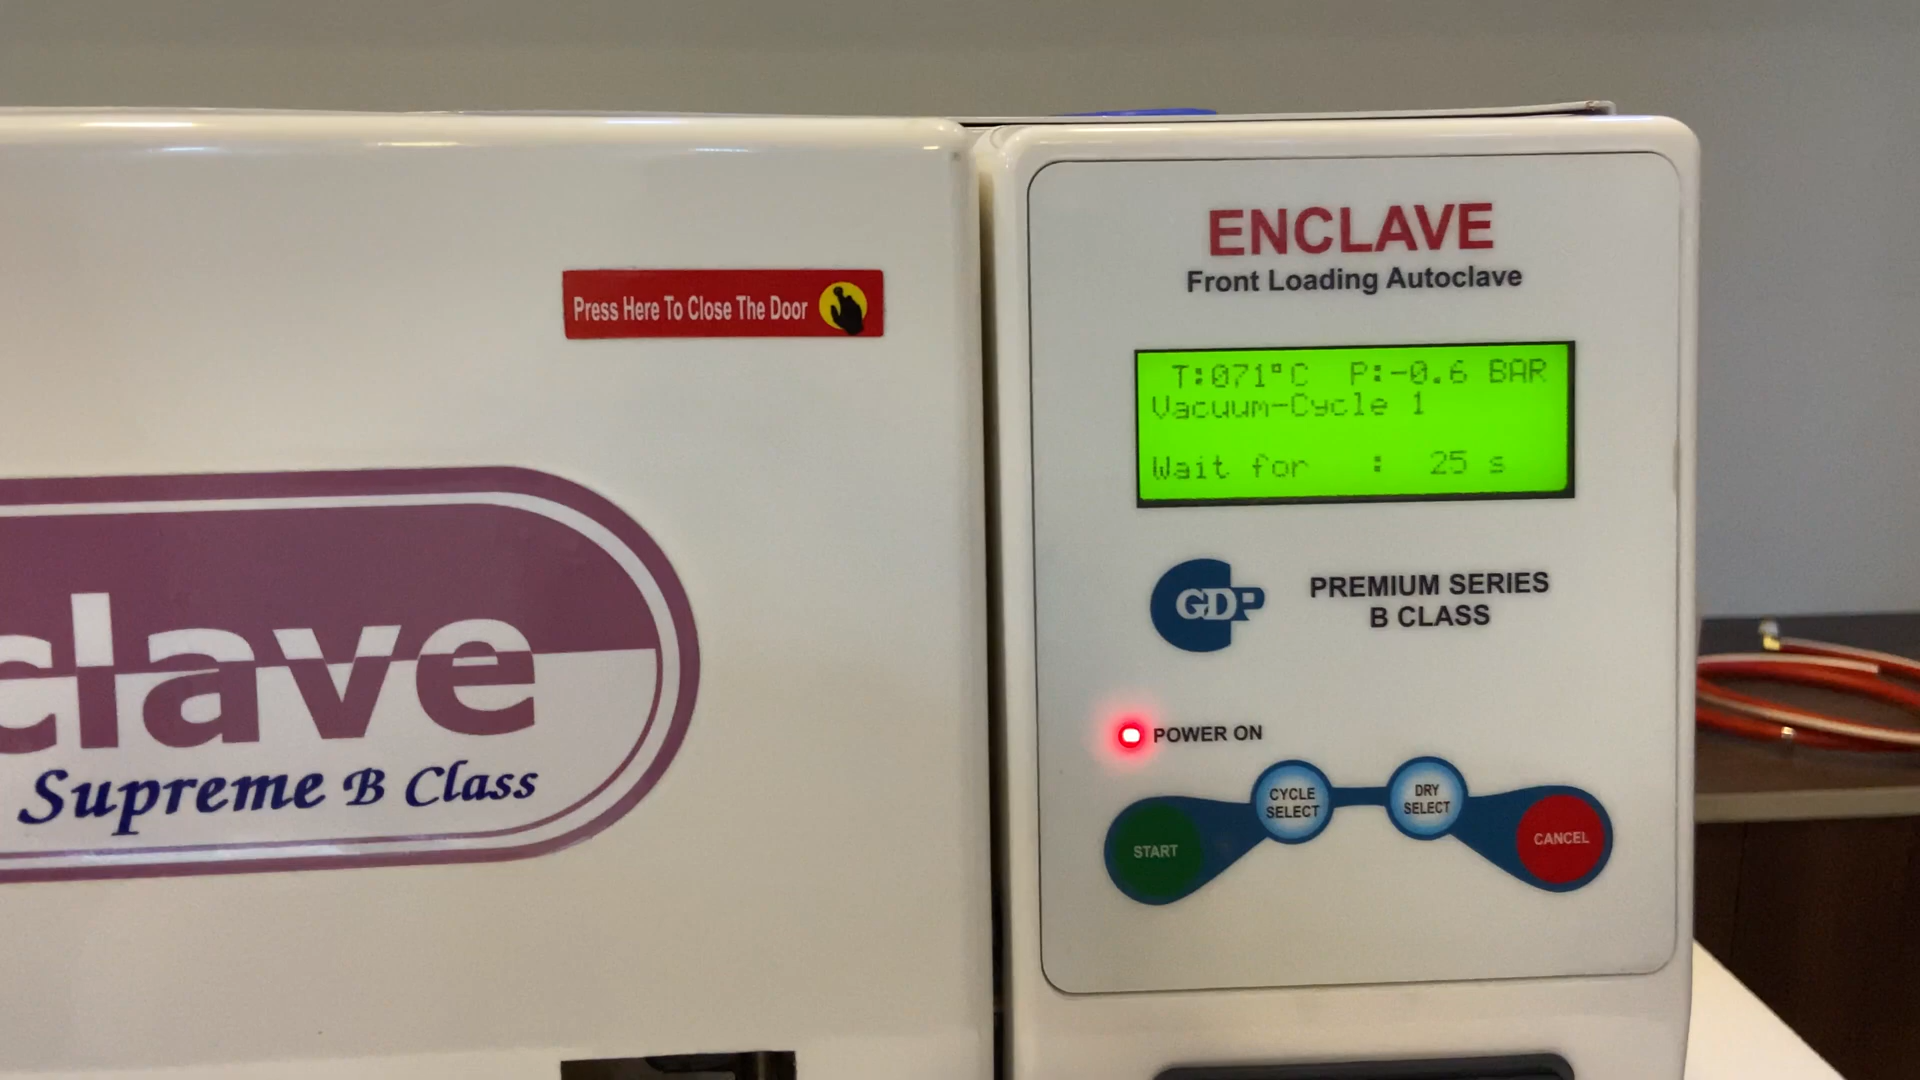 Press Here To Close The Door
clave
Supreme B Class
ENCLAVE
Front Loading Autoclave
T:071°C P:-0.6 BAR
Vacuum-Cycle 1
Wait for : 25 s
GDP
PREMIUM SERIES
B CLASS
POWER ON
CYCLE
SELECT
DRY
SELECT
START
CANCEL